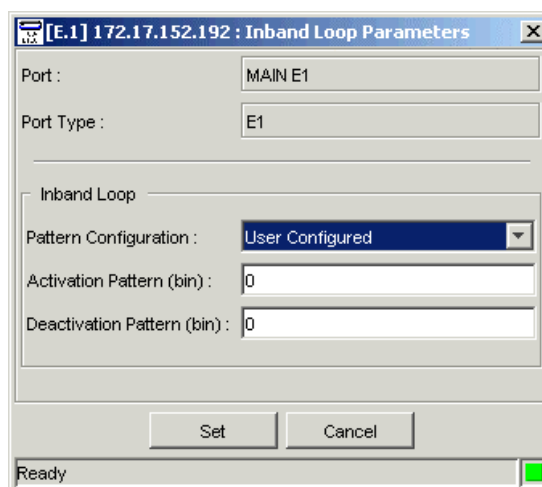 [E.1] 172.17.152.192 : Inband Loop Parameters
Port : MAIN E1
Port Type : E1
Inband Loop
Pattern Configuration : User Configured
Activation Pattern (bin) : 0
Deactivation Pattern (bin) : 0
Set Cancel
Ready